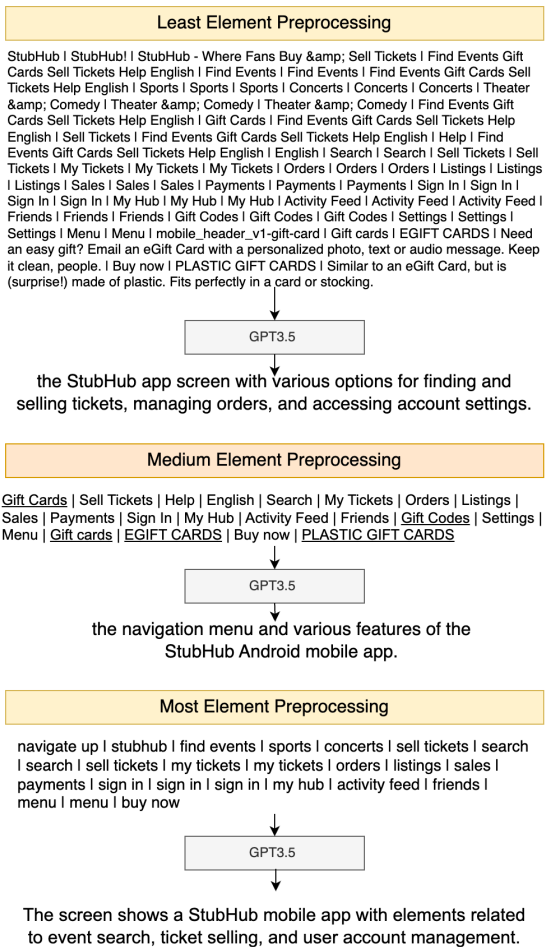 Least Element Preprocessing
StubHub | StubHub! | StubHub - Where Fans Buy &amp; Sell Tickets | Find Events Gift
Cards Sell Tickets Help English | Find Events | Find Events | Find Events Gift Cards Sell
Tickets Help English | Sports | Sports | Sports | Concerts | Concerts | Concerts | Theater
&amp; Comedy | Theater &amp; Comedy | Theater &amp; Comedy | Find Events Gift
Cards Sell Tickets Help English | Gift Cards | Find Events Gift Cards Sell Tickets Help
English | Sell Tickets | Find Events Gift Cards Sell Tickets Help English | Help | Find
Events Gift Cards Sell Tickets Help English | English | Search | Search | Sell Tickets | Sell
Tickets | My Tickets | My Tickets | My Tickets | Orders | Orders | Orders | Listings | Listings
| Listings | Sales | Sales | Sales | Payments | Payments | Payments | Sign In | Sign In |
Sign In | Sign In | My Hub | My Hub | My Hub | Activity Feed | Activity Feed | Activity Feed |
Friends | Friends | Friends | Gift Codes | Gift Codes | Gift Codes | Settings | Settings |
Settings | Menu | Menu | mobile_header_v1-gift-card | Gift cards | EGIFT CARDS | Need
an easy gift? Email an eGift Card with a personalized photo, text or audio message. Keep
it clean, people. | Buy now | PLASTIC GIFT CARDS | Similar to an eGift Card, but is
(surprise!) made of plastic. Fits perfectly in a card or stocking.
GPT3.5
the StubHub app screen with various options for finding and
selling tickets, managing orders, and accessing account settings.
Medium Element Preprocessing
Gift Cards | Sell Tickets | Help | English | Search | My Tickets | Orders | Listings |
Sales | Payments | Sign In | My Hub | Activity Feed | Friends | Gift Codes | Settings |
Menu | Gift cards | EGIFT CARDS | Buy now | PLASTIC GIFT CARDS
GPT3.5
the navigation menu and various features of the
StubHub Android mobile app.
Most Element Preprocessing
navigate up | stubhub | find events | sports | concerts | sell tickets | search
| search | sell tickets | my tickets | my tickets | orders | listings | sales |
payments | sign in | sign in | sign in | my hub | activity feed | friends |
menu | menu | buy now
GPT3.5
The screen shows a StubHub mobile app with elements related
to event search, ticket selling, and user account management.